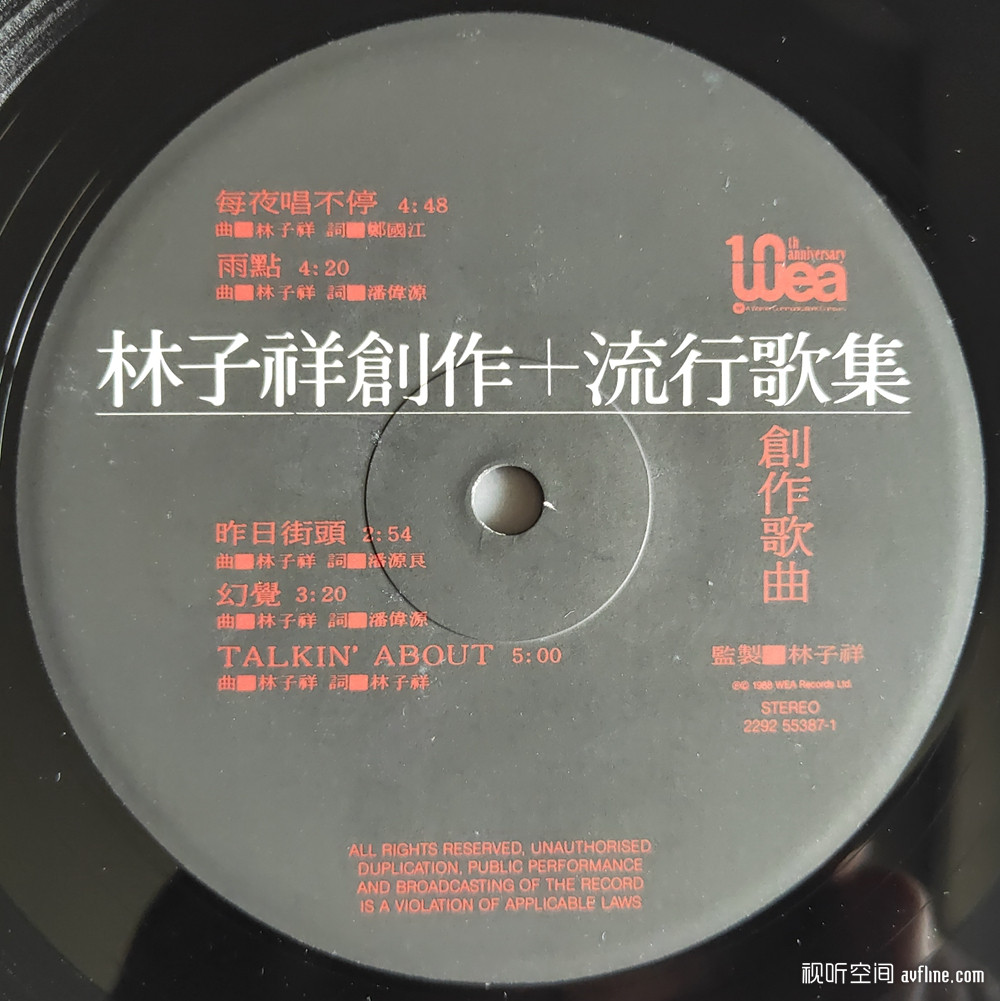 每夜唱不停 4:48
曲■林子祥 詞■鄭國江
雨點 4:20
曲■林子祥 詞■潘偉源
10th anniversary
wea
林子祥創作+流行歌集
創作歌曲
昨日街頭 2:54
曲■林子祥 詞■潘源良
幻覺 3:20
曲■林子祥 詞■潘偉源
TALKIN' ABOUT 5:00
曲■林子祥 詞■林子祥
監製■林子祥
℗© 1988 WEA Records Ltd.
STEREO
2292 55387-1
ALL RIGHTS RESERVED, UNAUTHORISED
DUPLICATION, PUBLIC PERFORMANCE
AND BROADCASTING OF THE RECORD
IS A VIOLATION OF APPLICABLE LAWS
视听空间 avfline.com